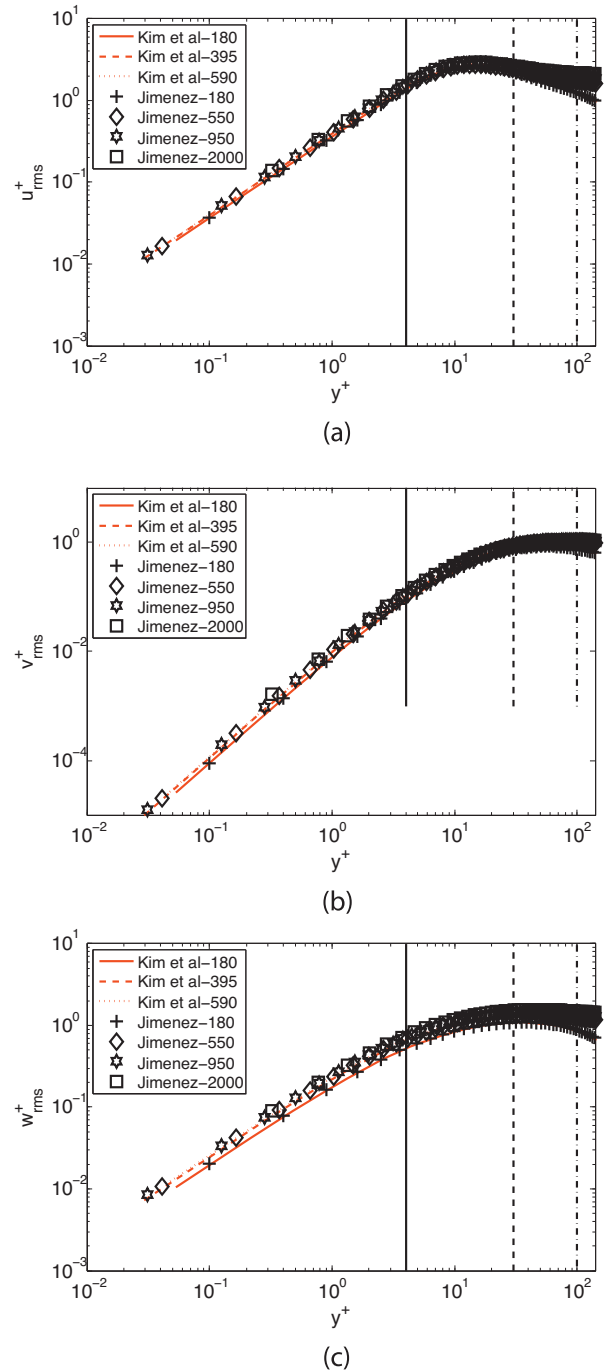 10^1
10^0
10^-1
10^-2
10^-3
u^+_rms
Kim et al-180
Kim et al-395
Kim et al-590
Jimenez-180
Jimenez-550
Jimenez-950
Jimenez-2000
10^-2 10^-1 10^0 10^1 10^2
y^+
(a)
10^0
10^-2
10^-4
v^+_rms
Kim et al-180
Kim et al-395
Kim et al-590
Jimenez-180
Jimenez-550
Jimenez-950
Jimenez-2000
10^-2 10^-1 10^0 10^1 10^2
y^+
(b)
10^1
10^0
10^-1
10^-2
10^-3
w^+_rms
Kim et al-180
Kim et al-395
Kim et al-590
Jimenez-180
Jimenez-550
Jimenez-950
Jimenez-2000
10^-2 10^-1 10^0 10^1 10^2
y^+
(c)